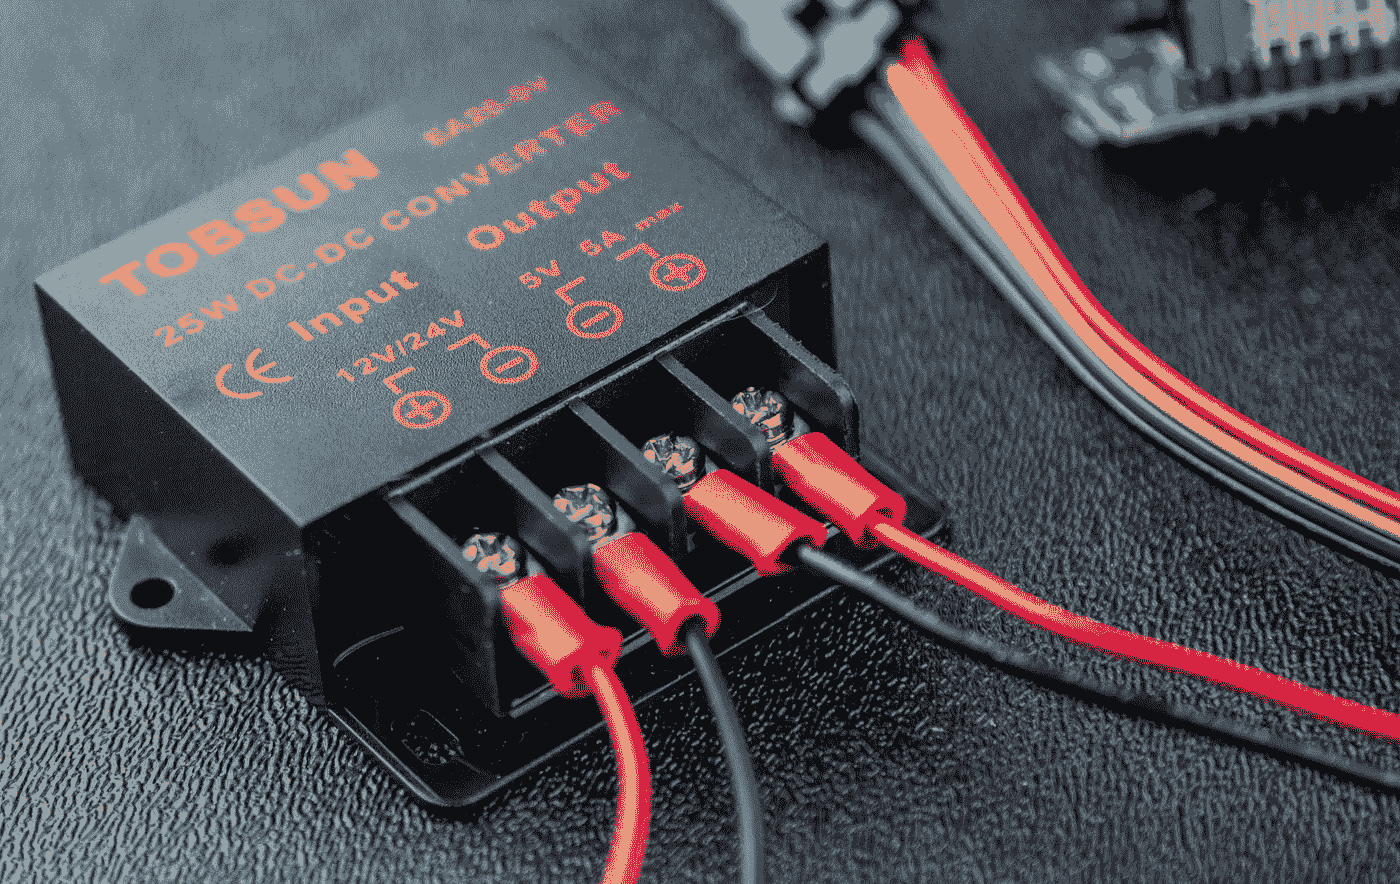 TOBSUN
25W DC-DC CONVERTER
Input Output
12V/24V 5V 5A max
CE